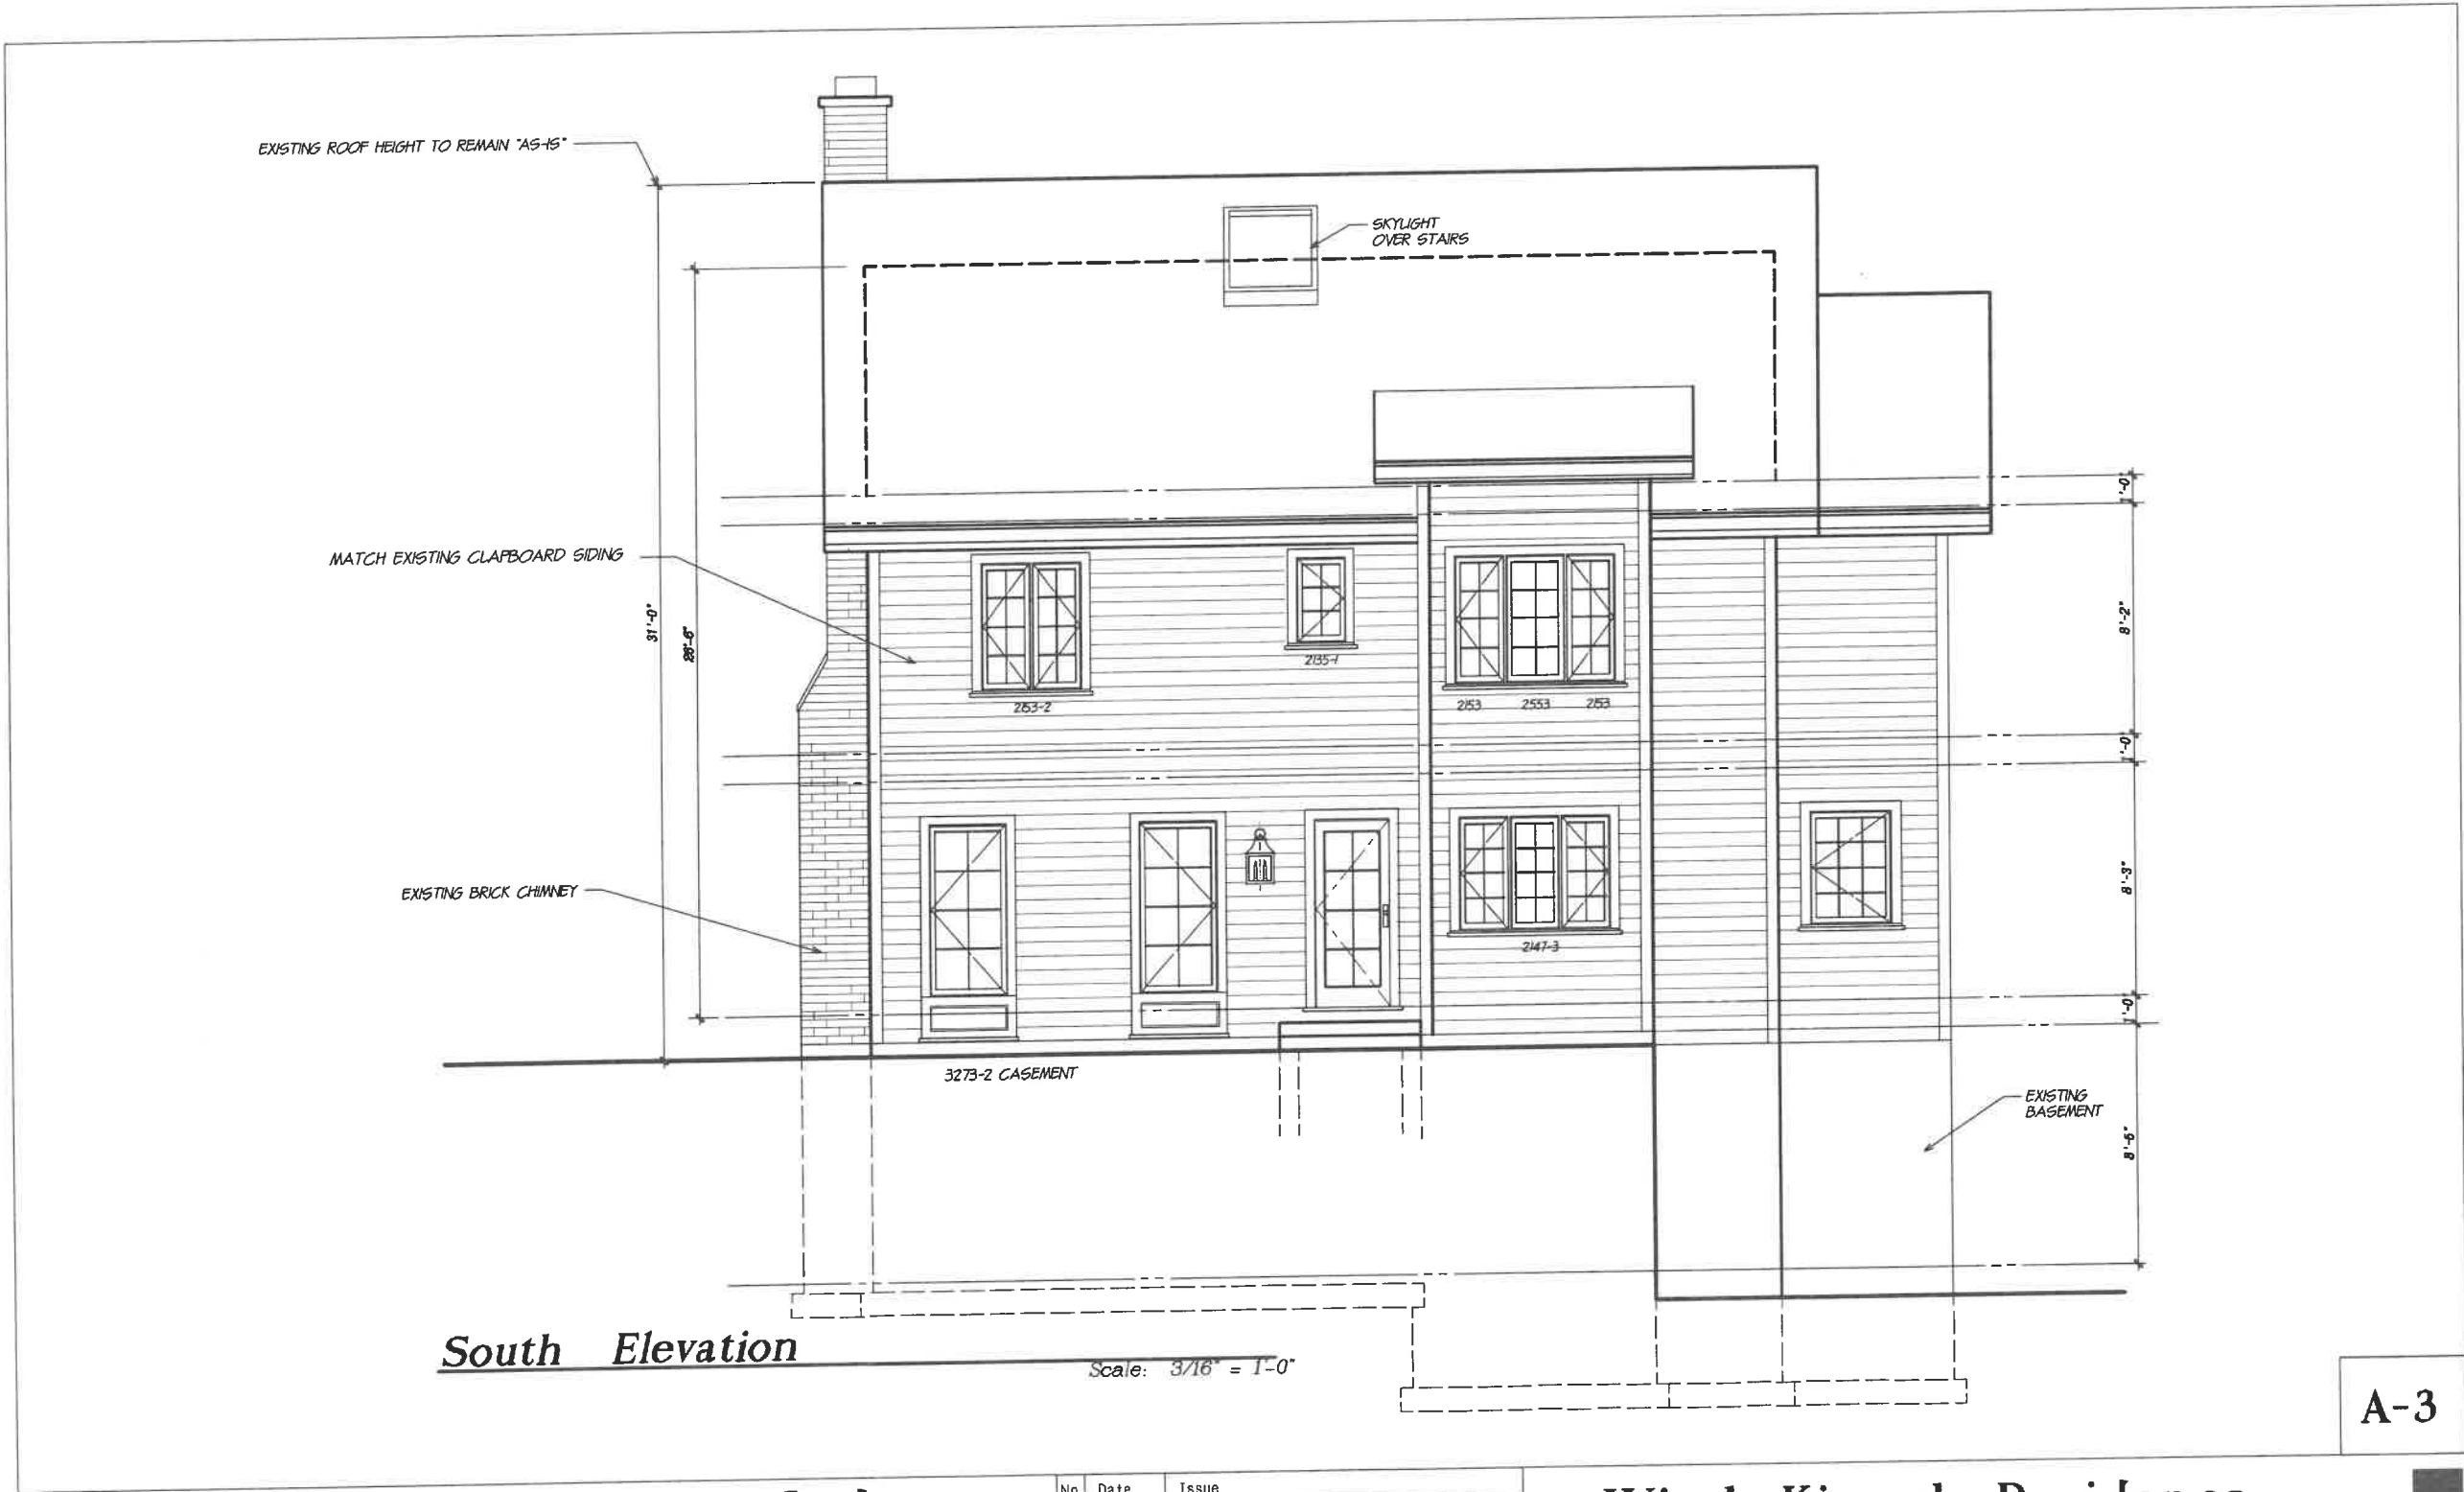 EXISTING ROOF HEIGHT TO REMAIN "AS-IS"
SKYLIGHT
OVER STAIRS
1'-0"
MATCH EXISTING CLAPBOARD SIDING
31'-0"
26'-6"
8'-2"
2135-1
2153-2
2153 2553 2153
1'-0"
EXISTING BRICK CHIMNEY
8'-3"
2147-3
1'-0"
3273-2 CASEMENT
EXISTING
BASEMENT
8'-6"
South Elevation
Scale: 3/16" = 1'-0"
A-3
No Date Issue